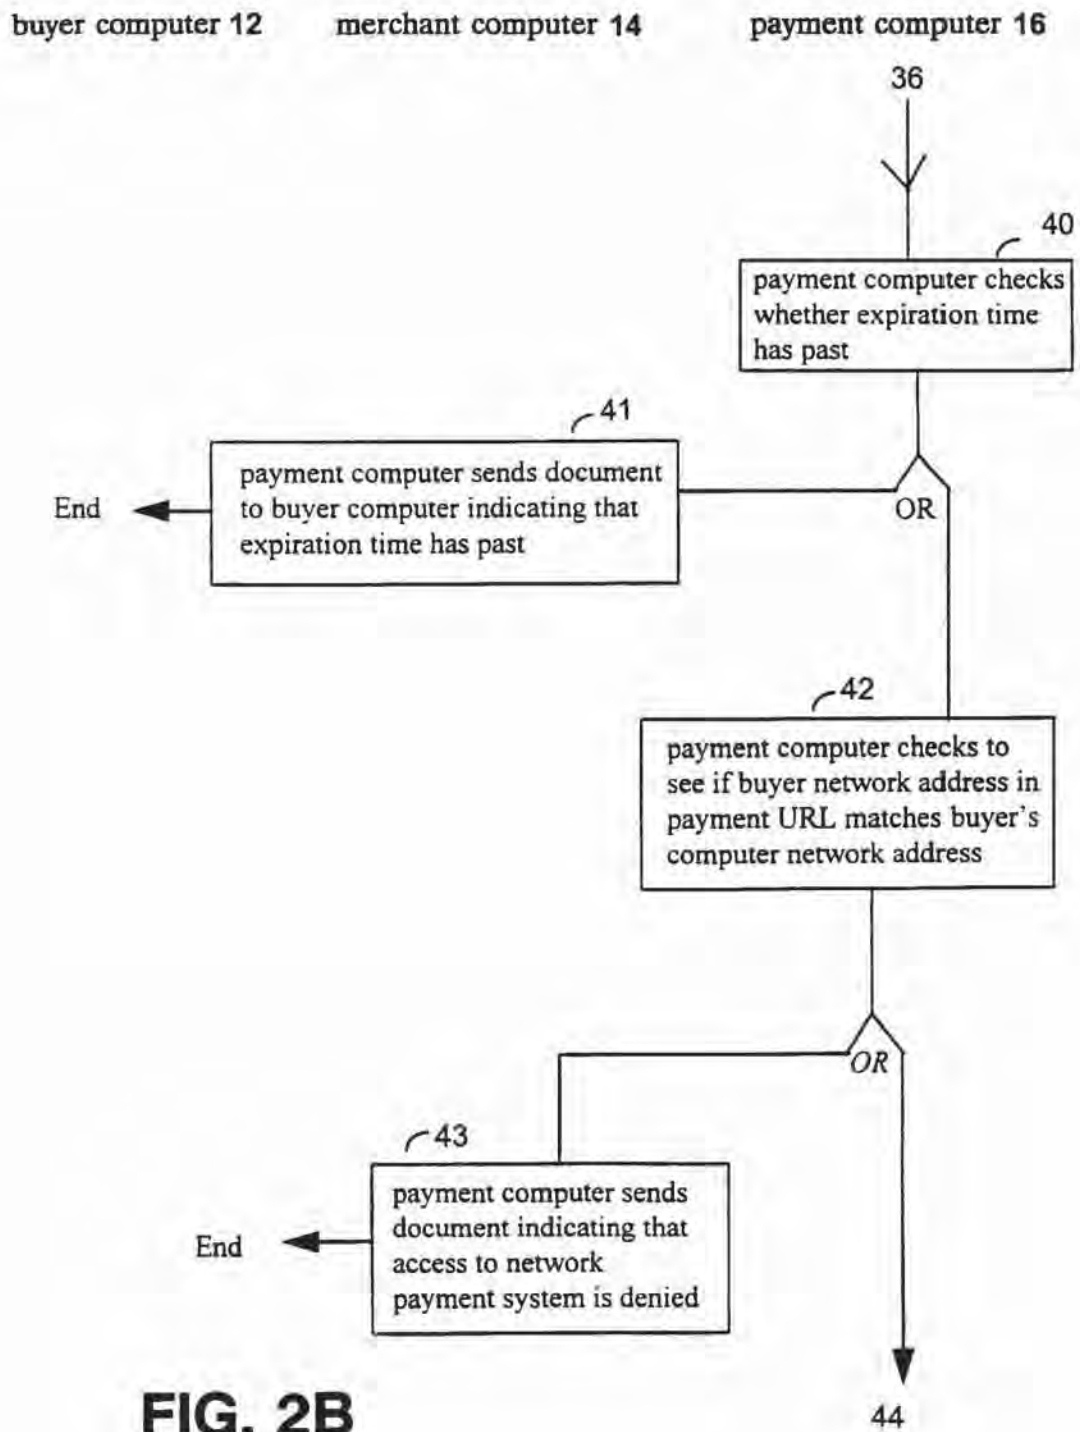 buyer computer 12 merchant computer 14 payment computer 16
36
40
payment computer checks
whether expiration time
has past
41
payment computer sends document
to buyer computer indicating that
expiration time has past
End
OR
42
payment computer checks to
see if buyer network address in
payment URL matches buyer's
computer network address
OR
43
payment computer sends
document indicating that
access to network
payment system is denied
End
FIG. 2B
44